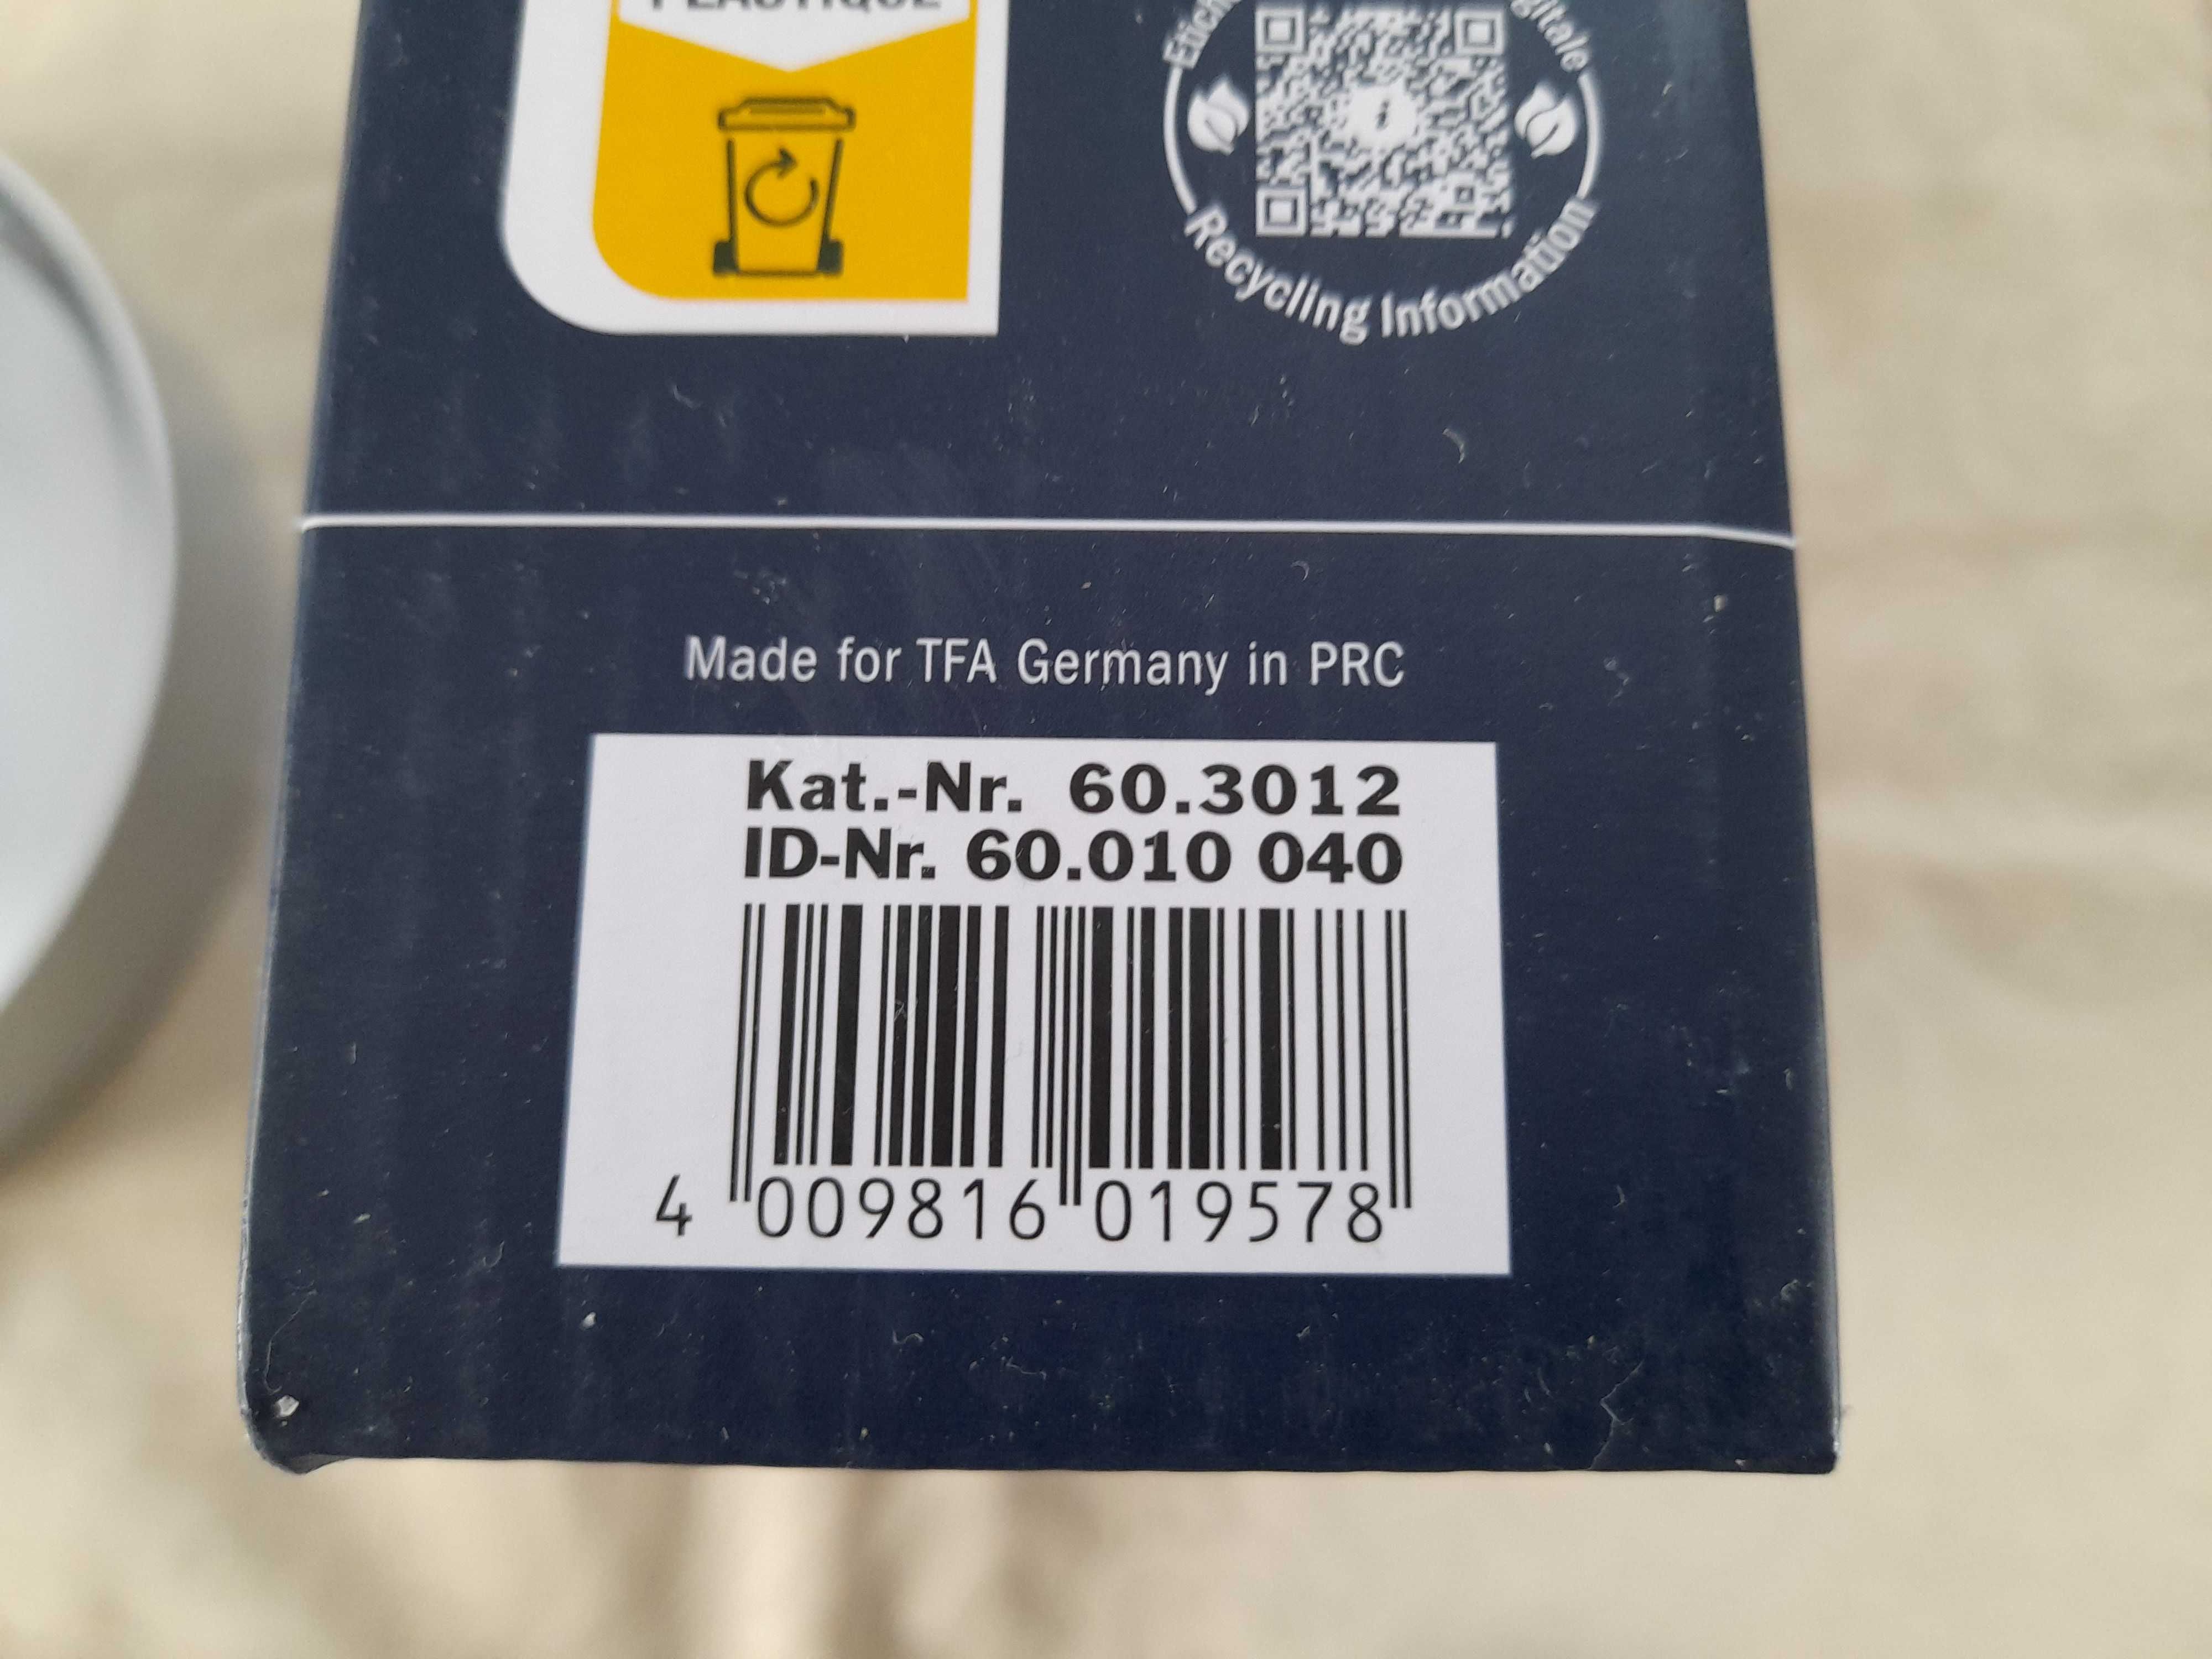 PLASTIQUE
Recycling Information
Made for TFA Germany in PRC
Kat.-Nr. 60.3012
ID-Nr. 60.010 040
4 009816 019578